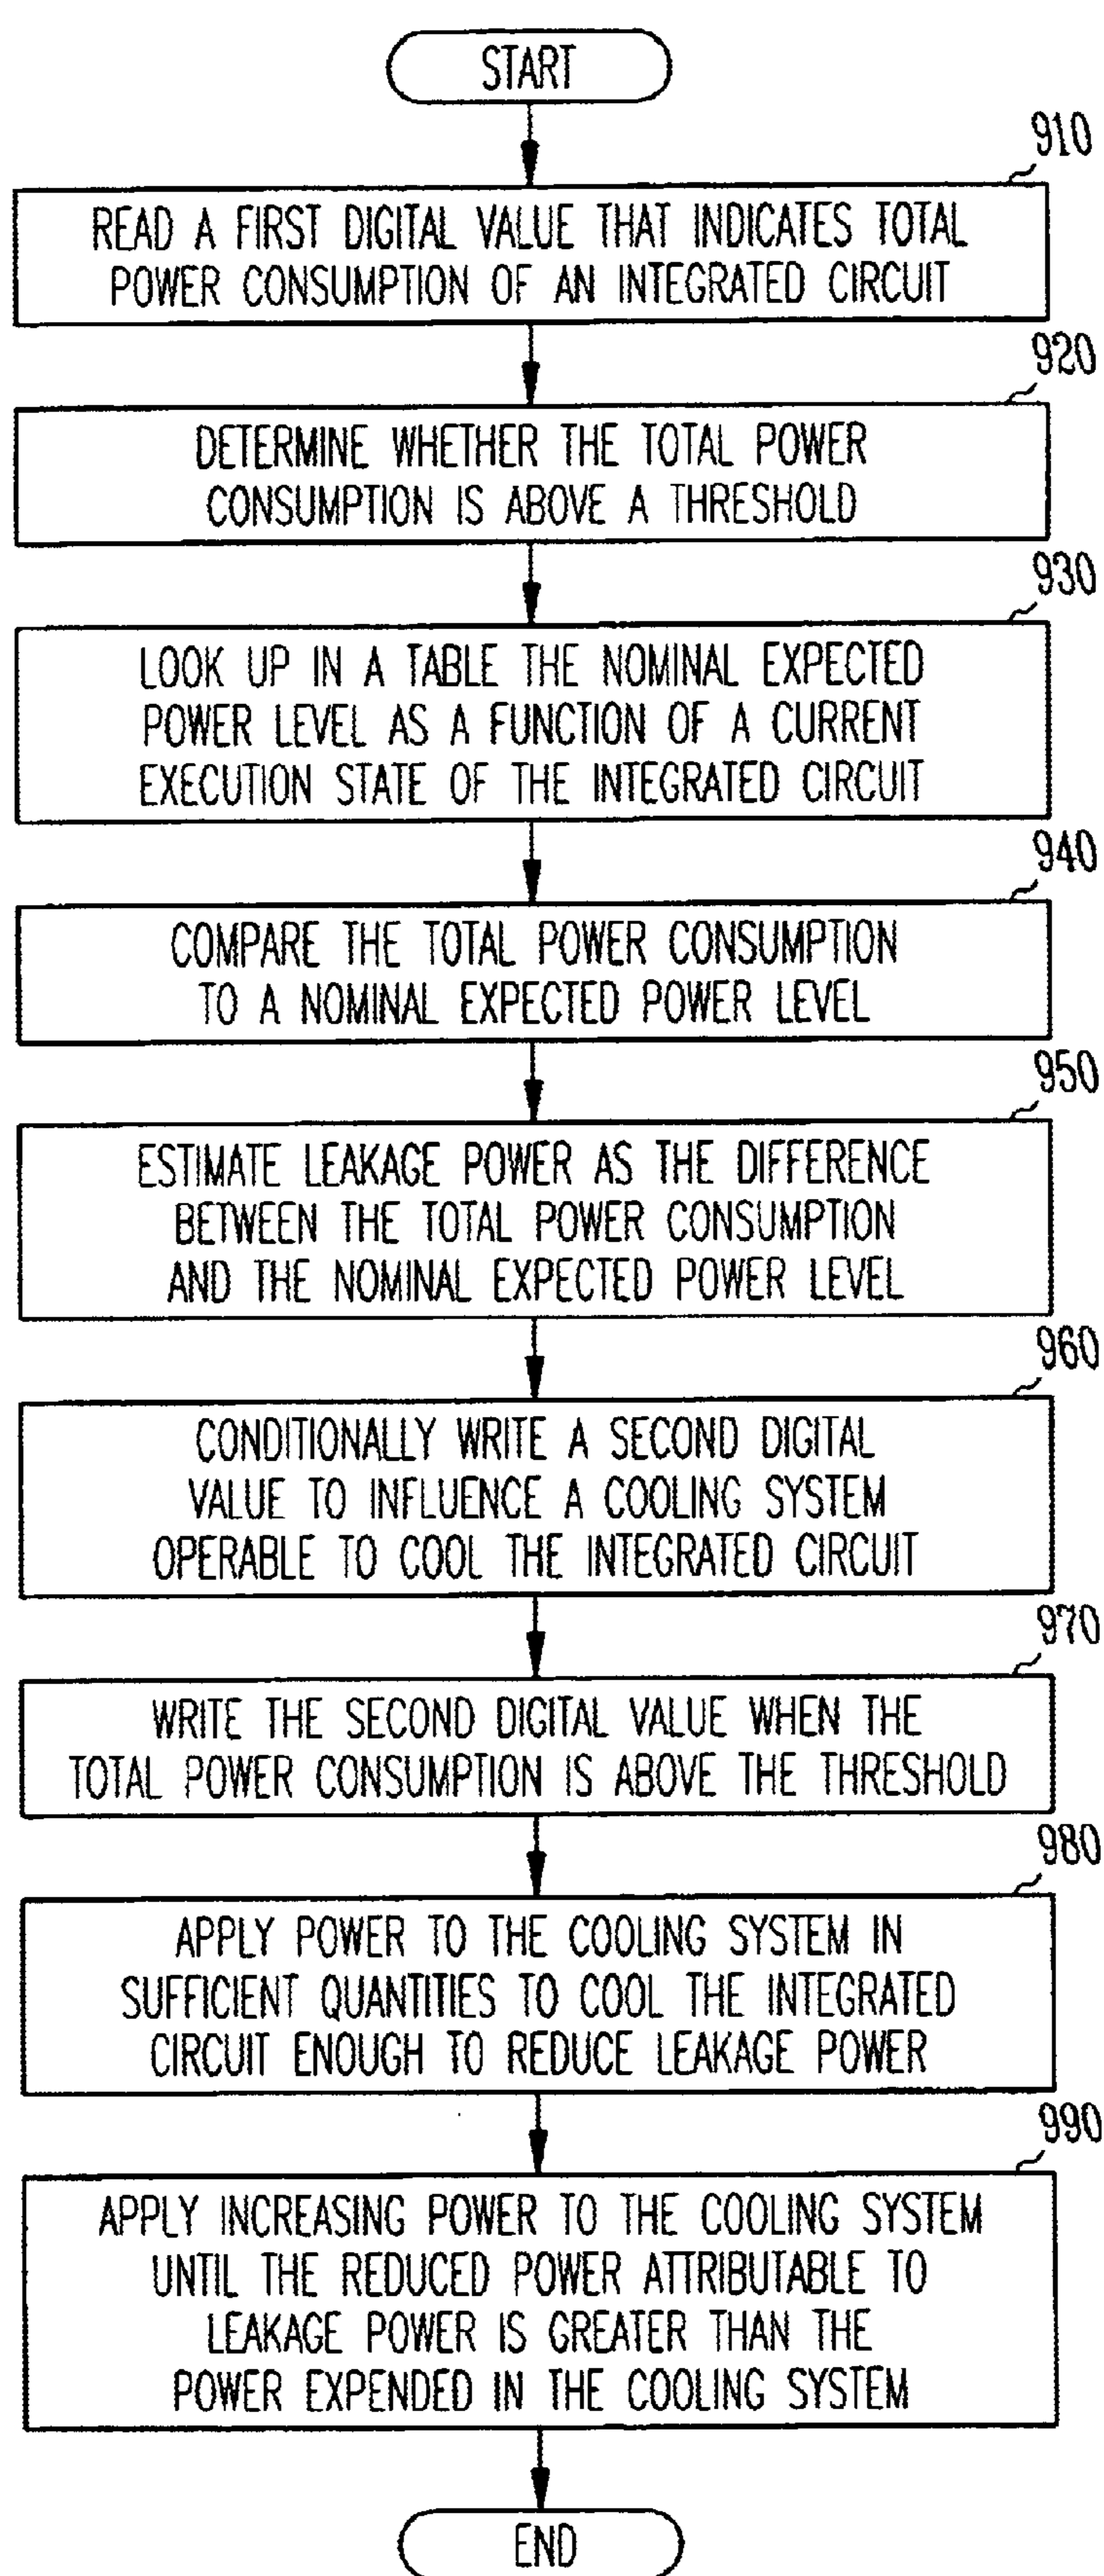 START
910
READ A FIRST DIGITAL VALUE THAT INDICATES TOTAL
POWER CONSUMPTION OF AN INTEGRATED CIRCUIT
920
DETERMINE WHETHER THE TOTAL POWER
CONSUMPTION IS ABOVE A THRESHOLD
930
LOOK UP IN A TABLE THE NOMINAL EXPECTED
POWER LEVEL AS A FUNCTION OF A CURRENT
EXECUTION STATE OF THE INTEGRATED CIRCUIT
940
COMPARE THE TOTAL POWER CONSUMPTION
TO A NOMINAL EXPECTED POWER LEVEL
950
ESTIMATE LEAKAGE POWER AS THE DIFFERENCE
BETWEEN THE TOTAL POWER CONSUMPTION
AND THE NOMINAL EXPECTED POWER LEVEL
960
CONDITIONALLY WRITE A SECOND DIGITAL
VALUE TO INFLUENCE A COOLING SYSTEM
OPERABLE TO COOL THE INTEGRATED CIRCUIT
970
WRITE THE SECOND DIGITAL VALUE WHEN THE
TOTAL POWER CONSUMPTION IS ABOVE THE THRESHOLD
980
APPLY POWER TO THE COOLING SYSTEM IN
SUFFICIENT QUANTITIES TO COOL THE INTEGRATED
CIRCUIT ENOUGH TO REDUCE LEAKAGE POWER
990
APPLY INCREASING POWER TO THE COOLING SYSTEM
UNTIL THE REDUCED POWER ATTRIBUTABLE TO
LEAKAGE POWER IS GREATER THAN THE
POWER EXPENDED IN THE COOLING SYSTEM
END